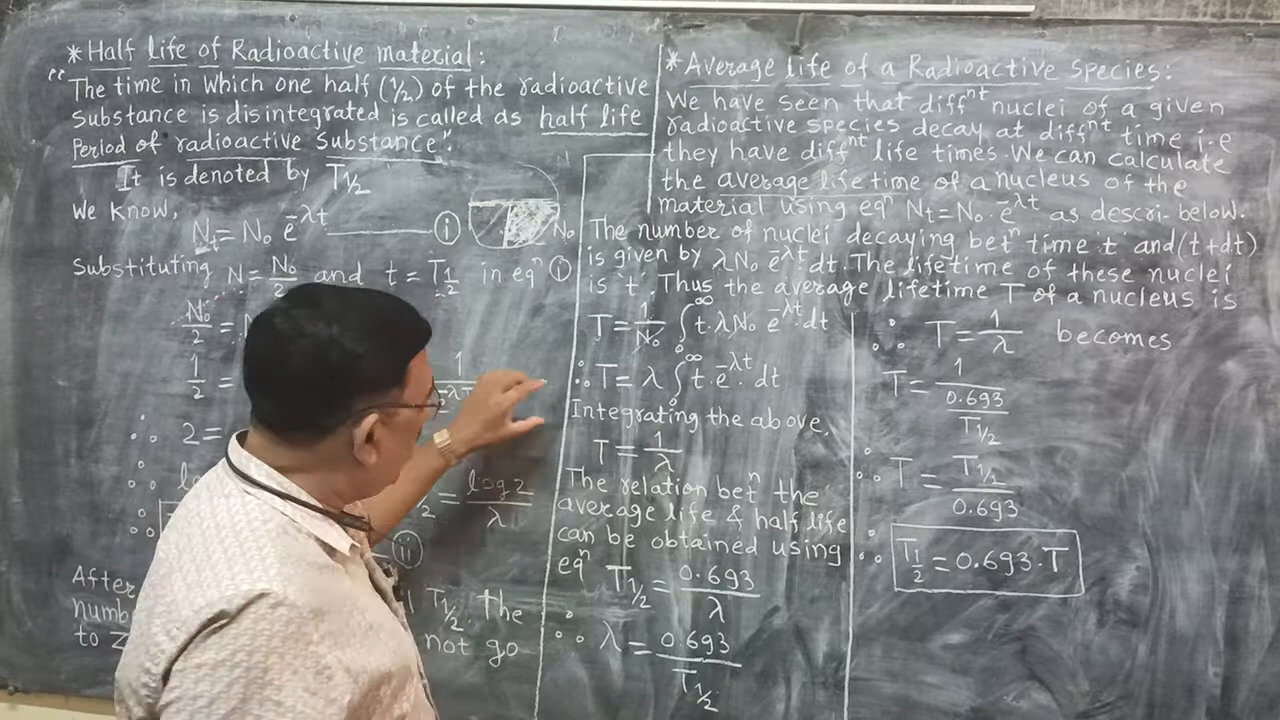 * Half Life of Radioactive material:
"The time in which one half (1/2) of the radioactive
substance is disintegrated is called as half life
Period of radioactive substance".
It is denoted by T1/2
We know,
Nt = N₀ e^-λt ——— (i)
N₀
Substituting N = N₀/2 and t = T1/2 in eqⁿ (i)
N₀/2 =
1/2 =
1
∴ 2 =
∴
2 = log2/λ
∴
(ii)
After
T1/2. The
numb
to
not go
* Average life of a Radioactive Species:
We have seen that diffⁿᵗ nuclei of a given
radioactive species decay at diffⁿᵗ time i.e
they have diffⁿᵗ life times. We can calculate
the average lifetime of a nucleus of the
material using eqⁿ Nt = N₀ · e^-λt as descri- below.
The number of nuclei decaying betⁿ time 't' and (t+dt)
is given by λN₀ e^-λt dt. The lifetime of these nuclei
is 't'. Thus the average lifetime T of a nucleus is
T = 1/N₀ ∫₀^∞ t·λN₀ e^-λt · dt
∴ T = λ ∫₀^∞ t·e^-λt · dt
Integrating the above,
T = 1/λ
The relation betⁿ the
average life & half life
can be obtained using
eqⁿ T1/2 = 0.693/λ
∴ λ = 0.693/T1/2
∴ T = 1/λ becomes
T = 1/(0.693/T1/2)
∴ T = T1/2/0.693
∴ T1/2 = 0.693·T